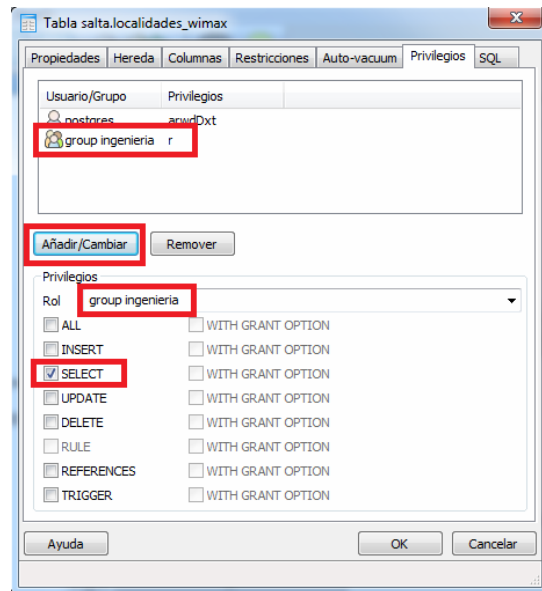 Tabla salta.localidades_wimax
Propiedades Hereda Columnas Restricciones Auto-vacuum Privilegios SQL
Usuario/Grupo Privilegios
postgres arwdDxt
group ingenieria r
Añadir/Cambiar Remover
Privilegios
Rol group ingenieria
ALL WITH GRANT OPTION
INSERT WITH GRANT OPTION
SELECT WITH GRANT OPTION
UPDATE WITH GRANT OPTION
DELETE WITH GRANT OPTION
RULE WITH GRANT OPTION
REFERENCES WITH GRANT OPTION
TRIGGER WITH GRANT OPTION
Ayuda OK Cancelar